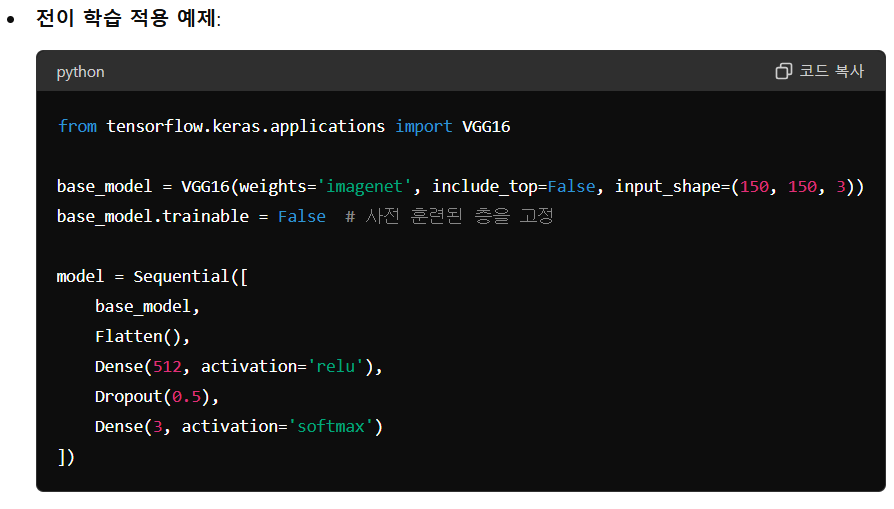 • 전이 학습 적용 예제:
python 코드 복사
from tensorflow.keras.applications import VGG16
base_model = VGG16(weights='imagenet', include_top=False, input_shape=(150, 150, 3))
base_model.trainable = False  # 사전 훈련된 층을 고정
model = Sequential([
    base_model,
    Flatten(),
    Dense(512, activation='relu'),
    Dropout(0.5),
    Dense(3, activation='softmax')
])